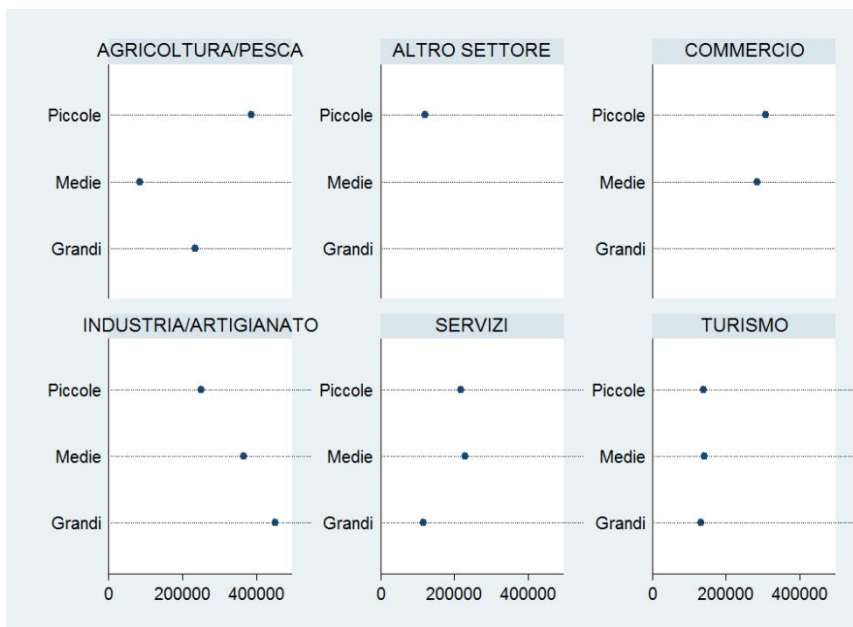 AGRICOLTURA/PESCA
ALTRO SETTORE
COMMERCIO
Piccole
Medie
Grandi
Piccole
Medie
Grandi
Piccole
Medie
Grandi
INDUSTRIA/ARTIGIANATO
SERVIZI
TURISMO
Piccole
Medie
Grandi
0 200000 400000
Piccole
Medie
Grandi
0 200000 400000
Piccole
Medie
Grandi
0 200000 400000